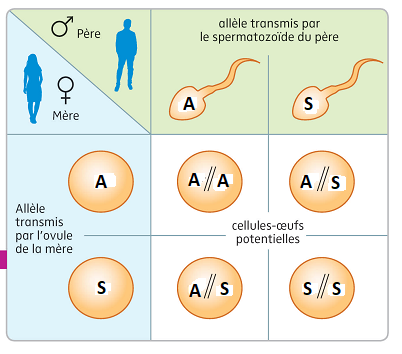 ♂ Père
allèle transmis par
le spermatozoïde du père
♀
Mère
A
S
Allèle
transmis
par l'ovule
de la mère
A
A//A
A//S
cellules-œufs
potentielles
S
A//S
S//S